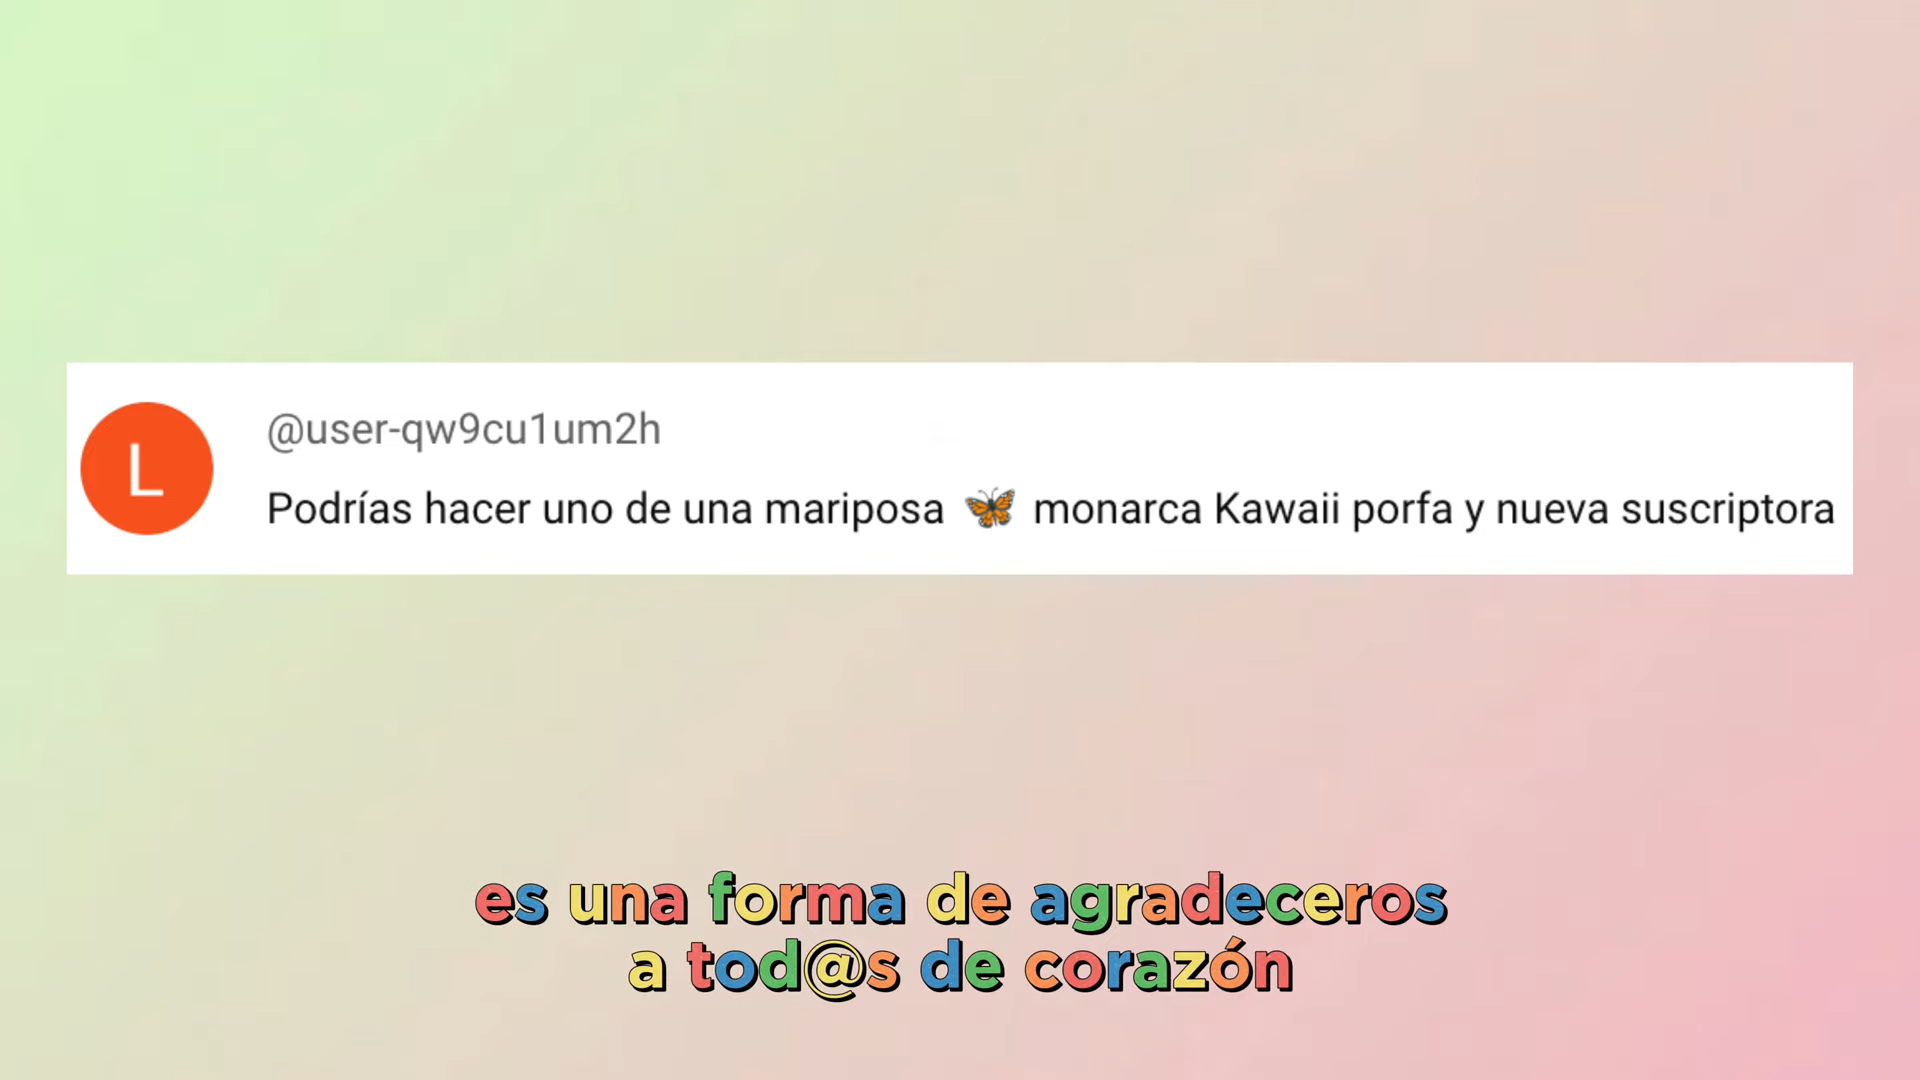 L
@user-qw9cu1um2h
Podrías hacer uno de una mariposa 🦋 monarca Kawaii porfa y nueva suscriptora
es una forma de agradeceros
a tod@s de corazón